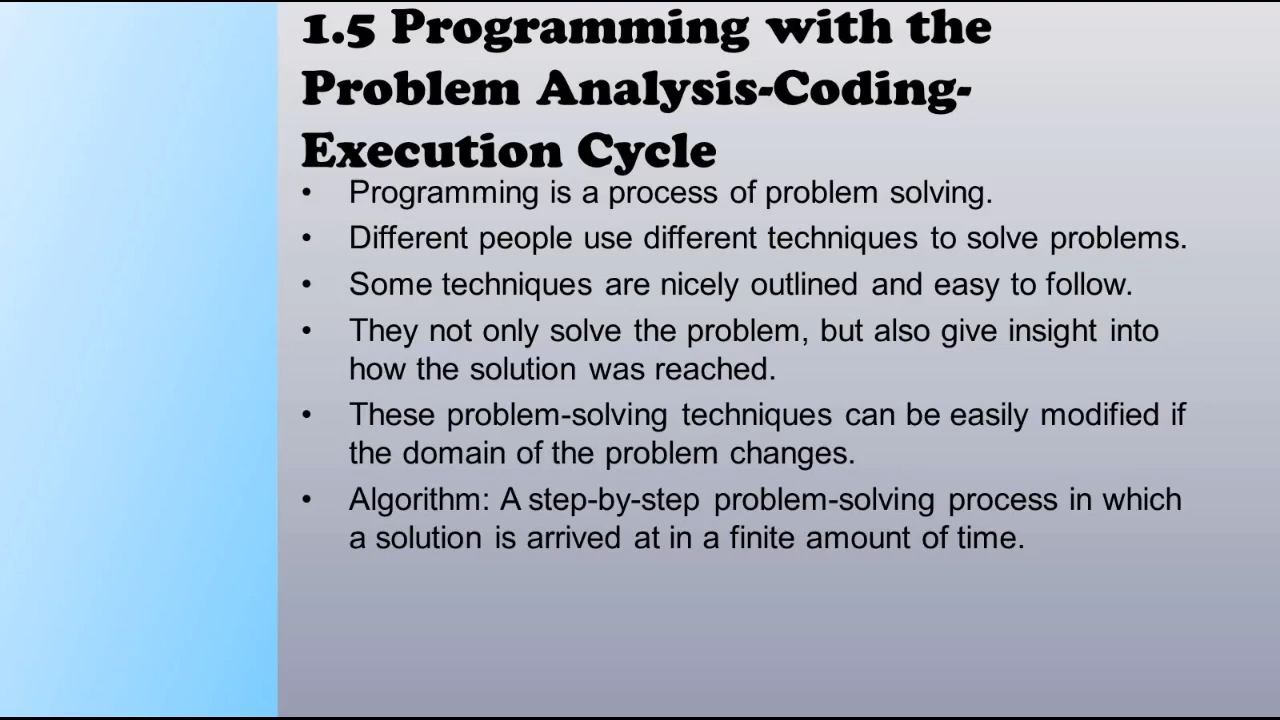 1.5 Programming with the
Problem Analysis-Coding-
Execution Cycle
• Programming is a process of problem solving.
• Different people use different techniques to solve problems.
• Some techniques are nicely outlined and easy to follow.
• They not only solve the problem, but also give insight into
how the solution was reached.
• These problem-solving techniques can be easily modified if
the domain of the problem changes.
• Algorithm: A step-by-step problem-solving process in which
a solution is arrived at in a finite amount of time.